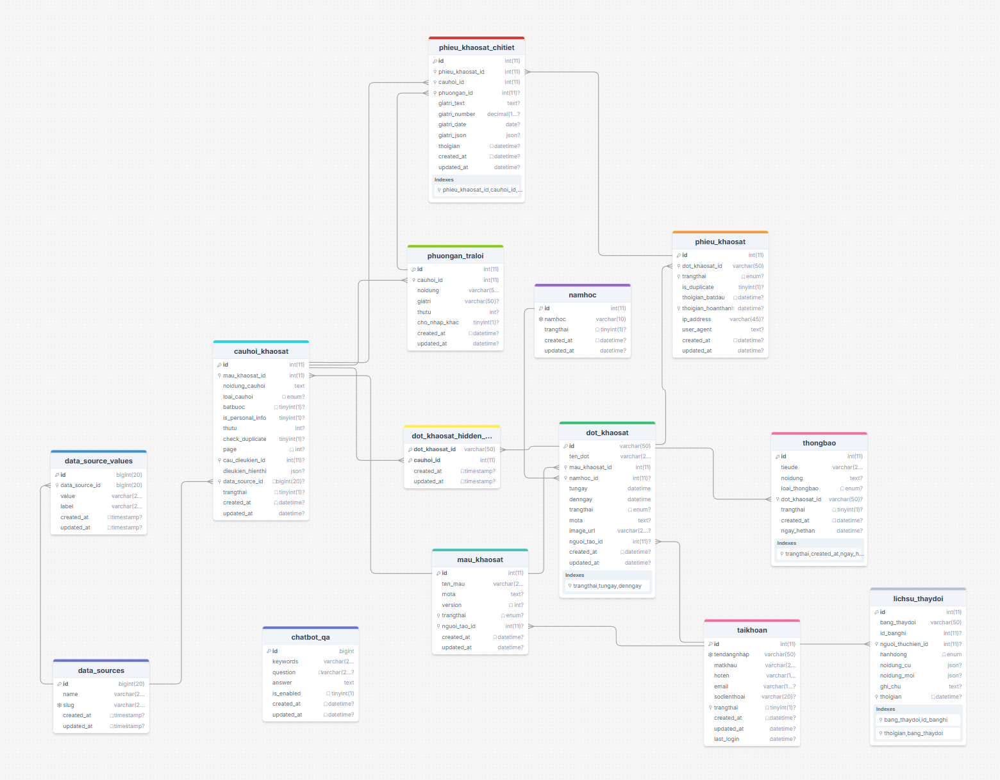 phieu_khaosat_chitiet
id int(11)
phieu_khaosat_id int(11)
cauhoi_id int(11)
phuongan_id int(11)?
giatri_text text?
giatri_number decimal(1...?
giatri_date date?
giatri_json json?
thoigian datetime?
created_at datetime?
updated_at datetime?
Indexes
phieu_khaosat_id,cauhoi_id,...
phuongan_traloi
id int(11)
cauhoi_id int(11)
noidung varchar(5...
giatri varchar(50)?
thutu int?
cho_nhap_khac tinyint(1)?
created_at datetime?
updated_at datetime?
namhoc
id int(11)
namhoc varchar(10)
trangthai tinyint(1)?
created_at datetime?
updated_at datetime?
phieu_khaosat
id int(11)
dot_khaosat_id varchar(50)
trangthai enum?
is_duplicate tinyint(1)?
thoigian_batdau datetime?
thoigian_hoanthanh datetime?
ip_address varchar(45)?
user_agent text?
created_at datetime?
updated_at datetime?
cauhoi_khaosat
id int(11)
mau_khaosat_id int(11)
noidung_cauhoi text
loai_cauhoi enum?
batbuoc tinyint(1)?
is_personal_info tinyint(1)?
thutu int?
check_duplicate tinyint(1)?
page int?
cau_dieukien_id int(11)?
dieukien_hienthi json?
data_source_id bigint(20)?
trangthai tinyint(1)?
created_at datetime?
updated_at datetime?
dot_khaosat_hidden_...
dot_khaosat_id varchar(50)
cauhoi_id int(11)
created_at timestamp?
updated_at timestamp?
dot_khaosat
id varchar(50)
ten_dot varchar(2...
mau_khaosat_id int(11)
namhoc_id int(11)?
tungay datetime
denngay datetime
trangthai enum?
mota text?
image_url varchar(2...?
nguoi_tao_id int(11)?
created_at datetime?
updated_at datetime?
Indexes
trangthai,tungay,denngay
thongbao
id int(11)
tieude varchar(2...
noidung text?
loai_thongbao enum?
dot_khaosat_id varchar(50)?
trangthai tinyint(1)?
created_at datetime?
ngay_hethan datetime?
Indexes
trangthai,created_at,ngay_h...
data_source_values
id bigint(20)
data_source_id bigint(20)
value varchar(2...
label varchar(2...
created_at timestamp?
updated_at timestamp?
mau_khaosat
id int(11)
ten_mau varchar(2...
mota text?
version int?
trangthai enum?
nguoi_tao_id int(11)?
created_at datetime?
updated_at datetime?
lichsu_thaydoi
id int(11)
bang_thaydoi varchar(50)
id_banghi int(11)?
nguoi_thuchien_id int(11)?
hanhdong enum
noidung_cu json?
noidung_moi json?
ghi_chu text?
thoigian datetime?
Indexes
bang_thaydoi,id_banghi
thoigian,bang_thaydoi
taikhoan
id int(11)
tendangnhap varchar(50)
matkhau varchar(2...
hoten varchar(1...
email varchar(1...?
sodienthoai varchar(20)?
trangthai tinyint(1)?
created_at datetime?
updated_at datetime?
last_login datetime?
chatbot_qa
id bigint
keywords varchar(2...
question varchar(2...?
answer text
is_enabled tinyint(1)
created_at datetime?
updated_at datetime?
data_sources
id bigint(20)
name varchar(2...
slug varchar(2...
created_at timestamp?
updated_at timestamp?